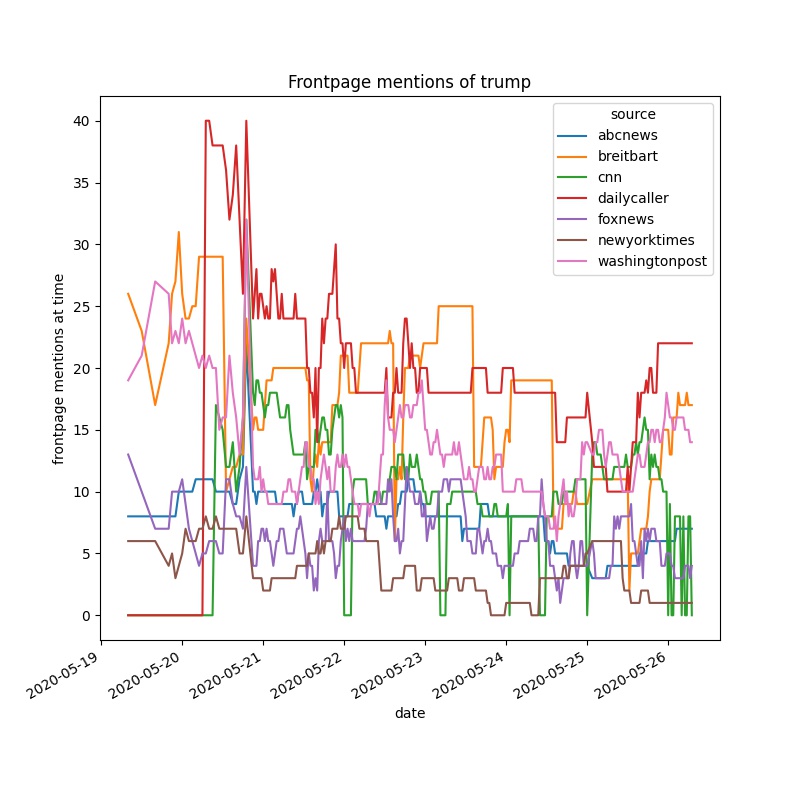 Frontpage mentions of trump
source
abcnews
breitbart
cnn
dailycaller
foxnews
newyorktimes
washingtonpost
frontpage mentions at time
40
35
30
25
20
15
10
5
0
2020-05-19
2020-05-20
2020-05-21
2020-05-22
2020-05-23
2020-05-24
2020-05-25
2020-05-26
date